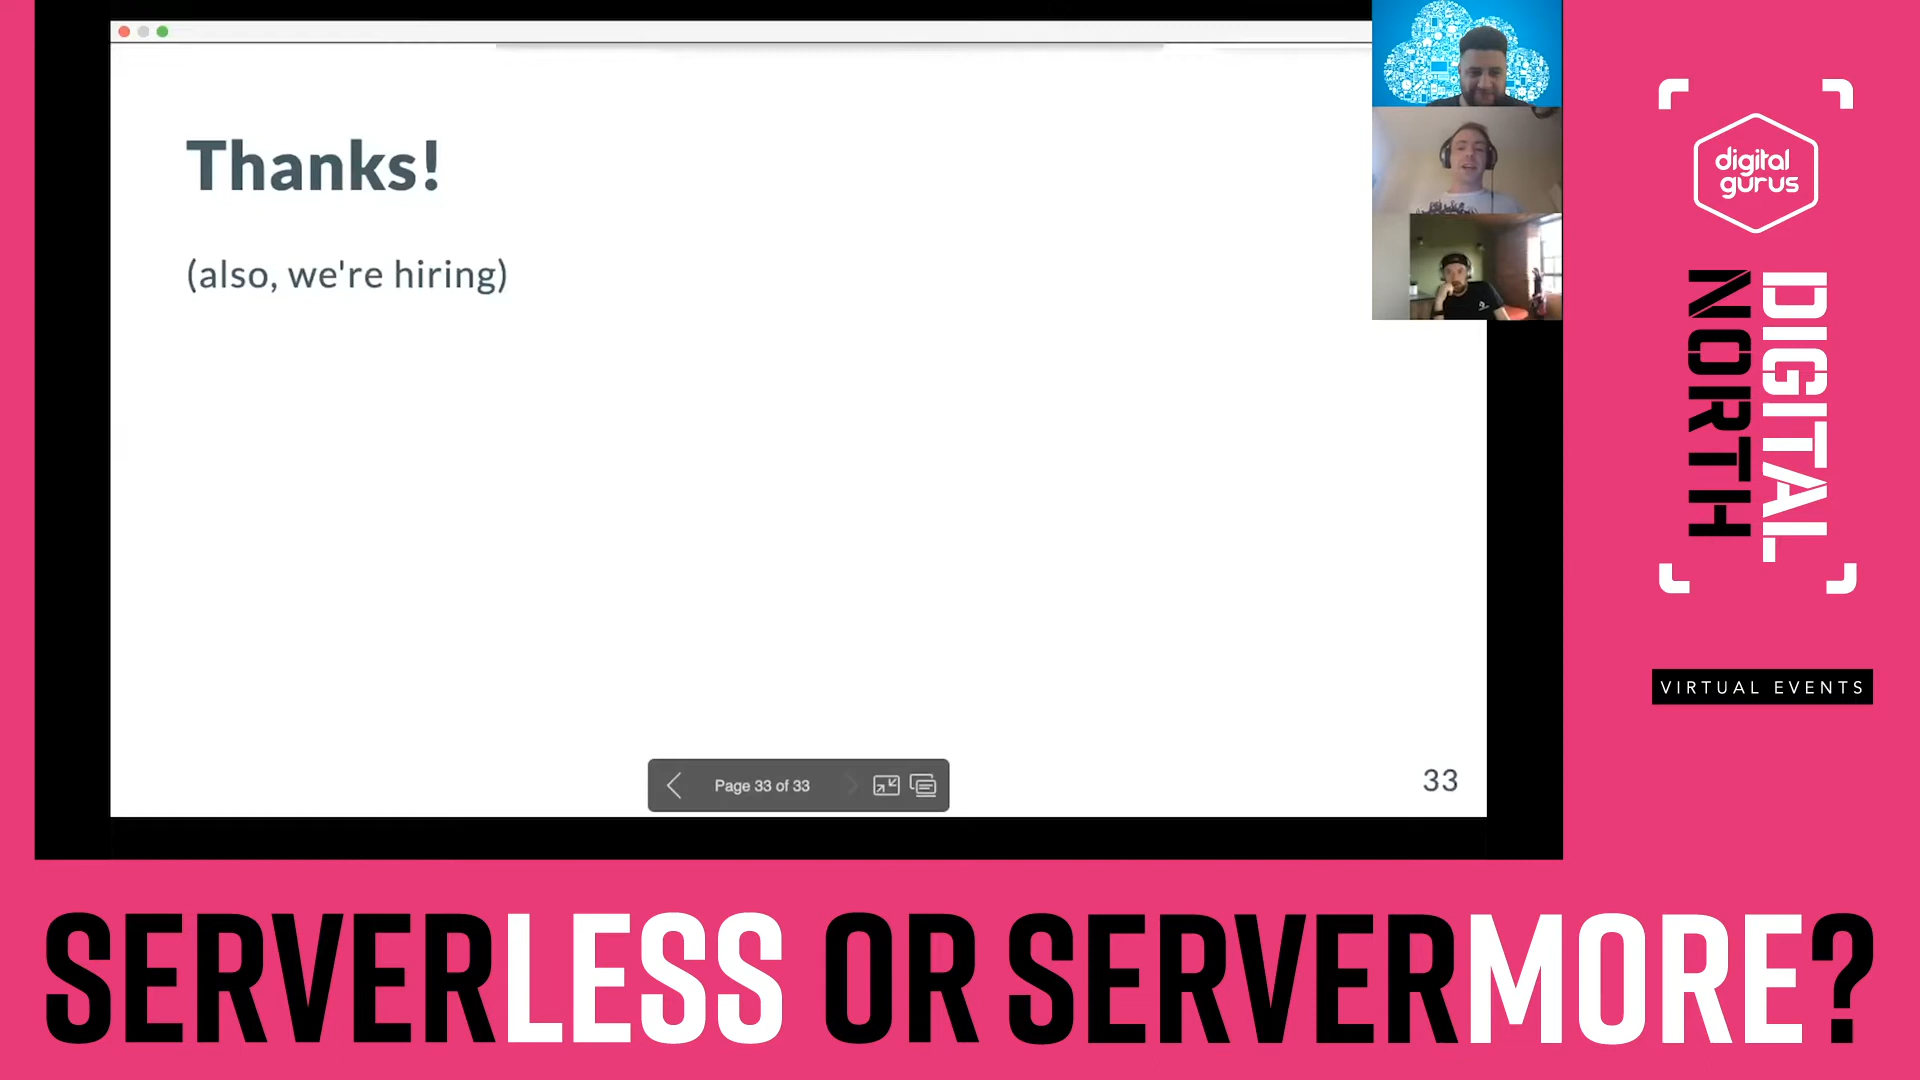 Thanks!
(also, we're hiring)
Page 33 of 33
33
digital
gurus
DIGITAL
NORTH
VIRTUAL EVENTS
SERVERLESS OR SERVERMORE?